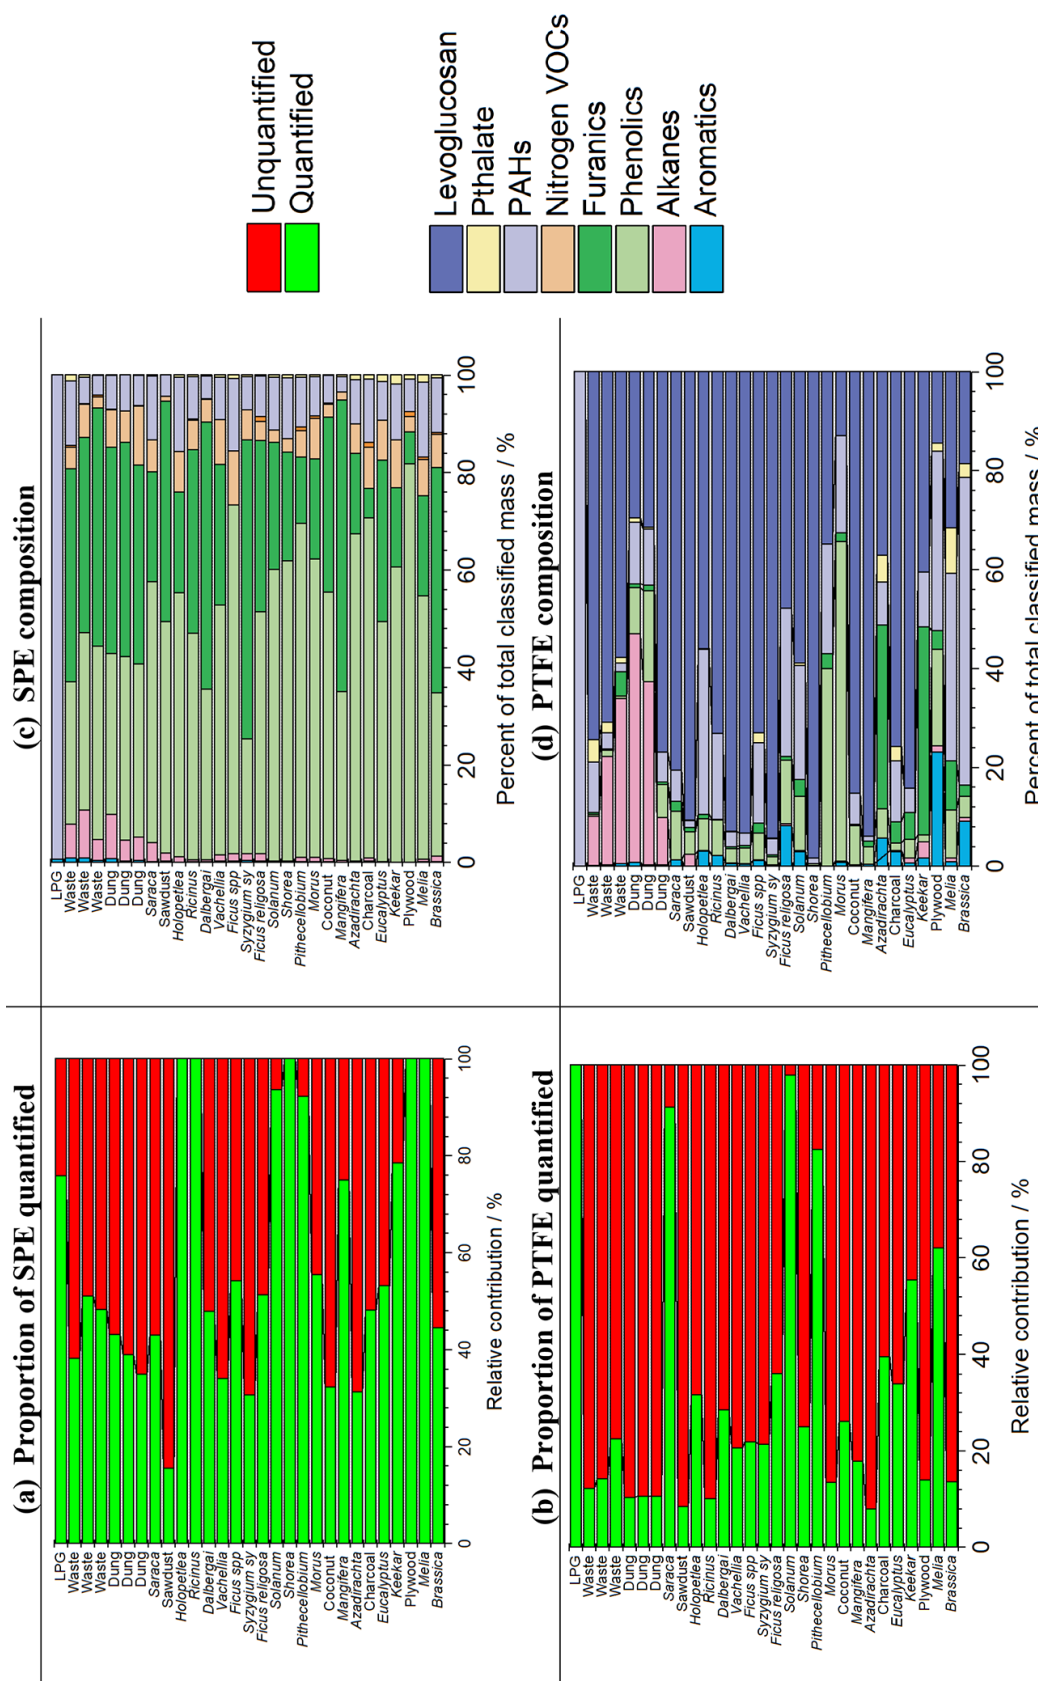 (a) Proportion of SPE quantified
LPG
Waste
Waste
Waste
Dung
Dung
Dung
Saraca
Sawdust
Holopetlea
Ricinus
Dalbergai
Vachellia
Ficus spp
Syzygium sy
Ficus religosa
Solanum
Shorea
Pithecellobium
Morus
Coconut
Mangifera
Azadirachta
Charcoal
Eucalyptus
Keekar
Plywood
Melia
Brassica
0 20 40 60 80 100
Relative contribution / %
(c) SPE composition
LPG
Waste
Waste
Waste
Dung
Dung
Dung
Saraca
Sawdust
Holopetlea
Ricinus
Dalbergai
Vachellia
Ficus spp
Syzygium sy
Ficus religosa
Solanum
Shorea
Pithecellobium
Morus
Coconut
Mangifera
Azadirachta
Charcoal
Eucalyptus
Keekar
Plywood
Melia
Brassica
0 20 40 60 80 100
Percent of total classified mass / %
Unquantified
Quantified
Levoglucosan
Pthalate
PAHs
Nitrogen VOCs
Furanics
Phenolics
Alkanes
Aromatics
(b) Proportion of PTFE quantified
LPG
Waste
Waste
Waste
Dung
Dung
Dung
Saraca
Sawdust
Holopetlea
Ricinus
Dalbergai
Vachellia
Ficus spp
Syzygium sy
Ficus religosa
Solanum
Shorea
Pithecellobium
Morus
Coconut
Mangifera
Azadirachta
Charcoal
Eucalyptus
Keekar
Plywood
Melia
Brassica
0 20 40 60 80 100
Relative contribution / %
(d) PTFE composition
LPG
Waste
Waste
Waste
Dung
Dung
Dung
Saraca
Sawdust
Holopetlea
Ricinus
Dalbergai
Vachellia
Ficus spp
Syzygium sy
Ficus religosa
Solanum
Shorea
Pithecellobium
Morus
Coconut
Mangifera
Azadirachta
Charcoal
Eucalyptus
Keekar
Plywood
Melia
Brassica
0 20 40 60 80 100
Percent of total classified mass / %